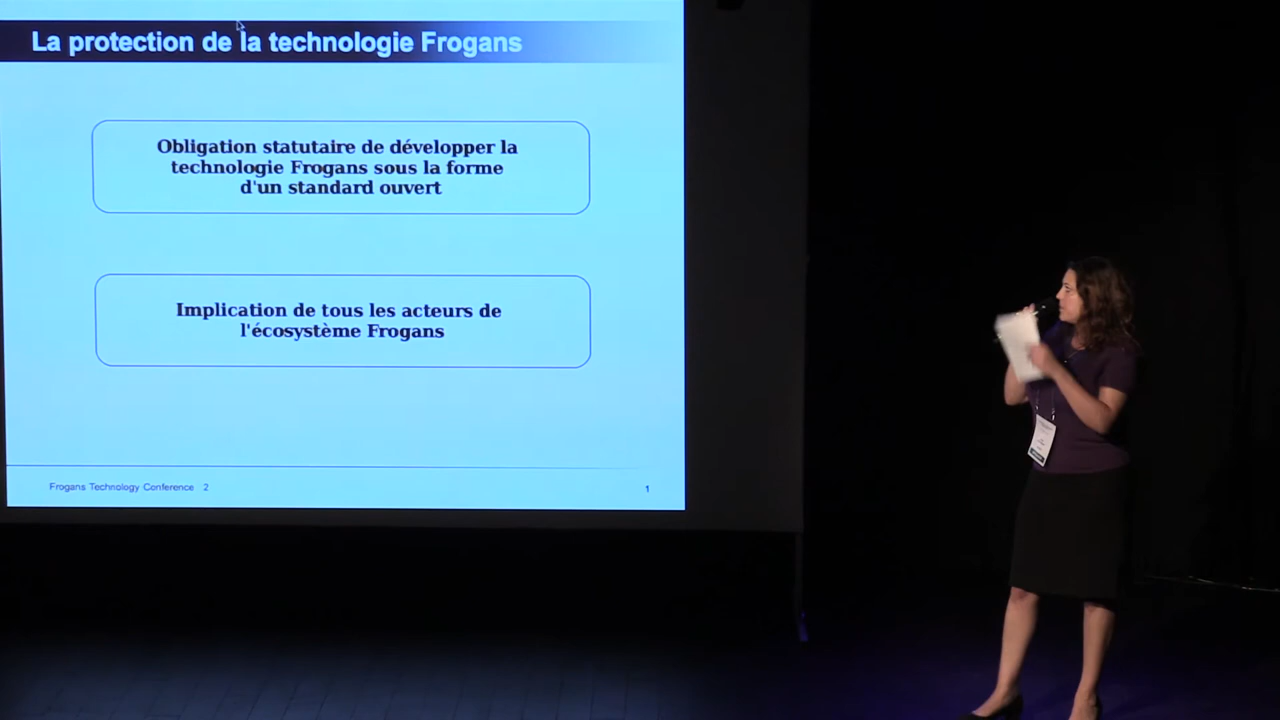 La protection de la technologie Frogans
Obligation statutaire de développer la
technologie Frogans sous la forme
d'un standard ouvert
Implication de tous les acteurs de
l'écosystème Frogans
Frogans Technology Conference 2
1